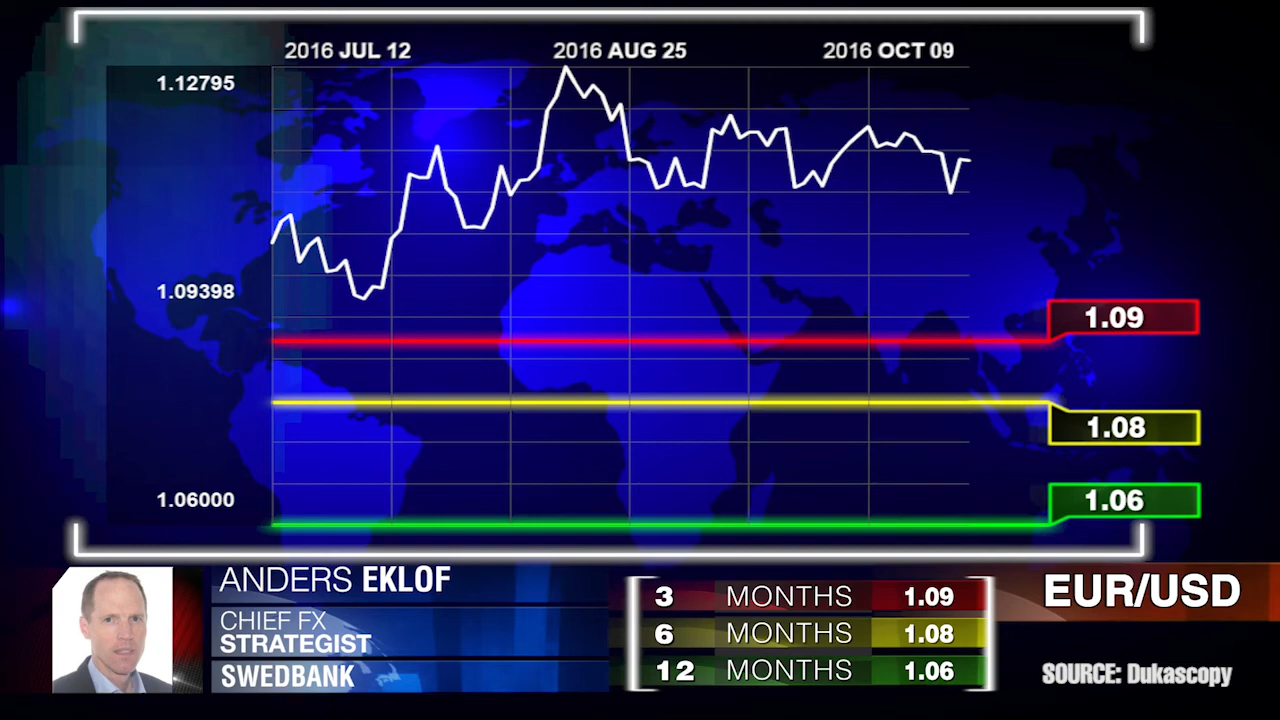 2016 JUL 12 2016 AUG 25 2016 OCT 09
1.12795
1.09398
1.09
1.08
1.06000
1.06
ANDERS EKLOF
CHIEF FX
STRATEGIST
SWEDBANK
3 MONTHS 1.09
6 MONTHS 1.08
12 MONTHS 1.06
EUR/USD
SOURCE: Dukascopy